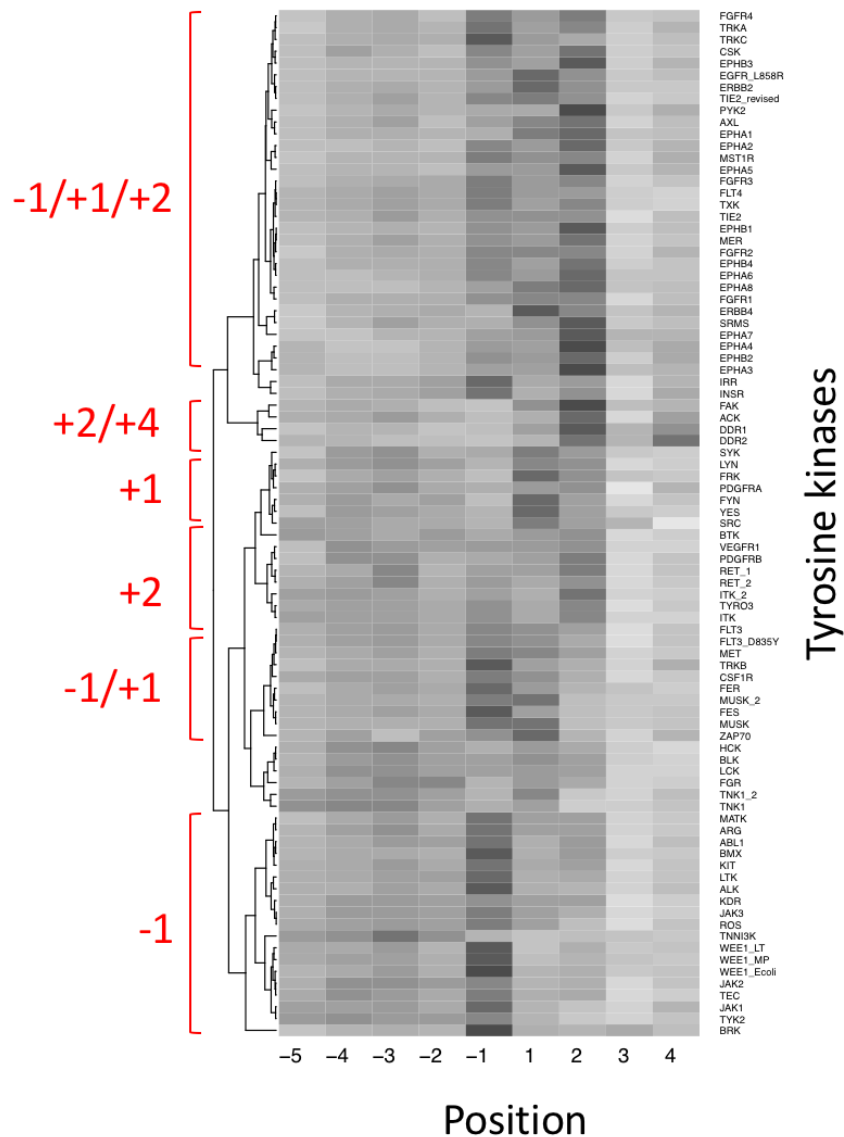 FGFR4
TRKA
TRKC
CSK
EPHB3
EGFR_L858R
ERBB2
TIE2_revised
PYK2
AXL
EPHA1
EPHA2
MST1R
EPHA5
-1/+1/+2
FGFR3
FLT4
TXK
TIE2
EPHB1
MER
FGFR2
EPHB4
EPHA6
EPHA8
FGFR1
ERBB4
SRMS
EPHA7
EPHA4
EPHB2
EPHA3
IRR
INSR
FAK
+2/+4
ACK
DDR1
DDR2
SYK
LYN
+1
FRK
PDGFRA
FYN
YES
SRC
BTK
VEGFR1
PDGFRB
RET_1
RET_2
+2
ITK_2
TYRO3
ITK
FLT3
FLT3_D835Y
MET
TRKB
CSF1R
-1/+1
FER
MUSK_2
FES
MUSK
ZAP70
HCK
BLK
LCK
FGR
TNK1_2
TNK1
MATK
ARG
ABL1
BMX
KIT
LTK
ALK
KDR
JAK3
ROS
-1
TNNI3K
WEE1_LT
WEE1_MP
WEE1_Ecoli
JAK2
TEC
JAK1
TYK2
BRK
Tyrosine kinases
−5 −4 −3 −2 −1 1 2 3 4
Position